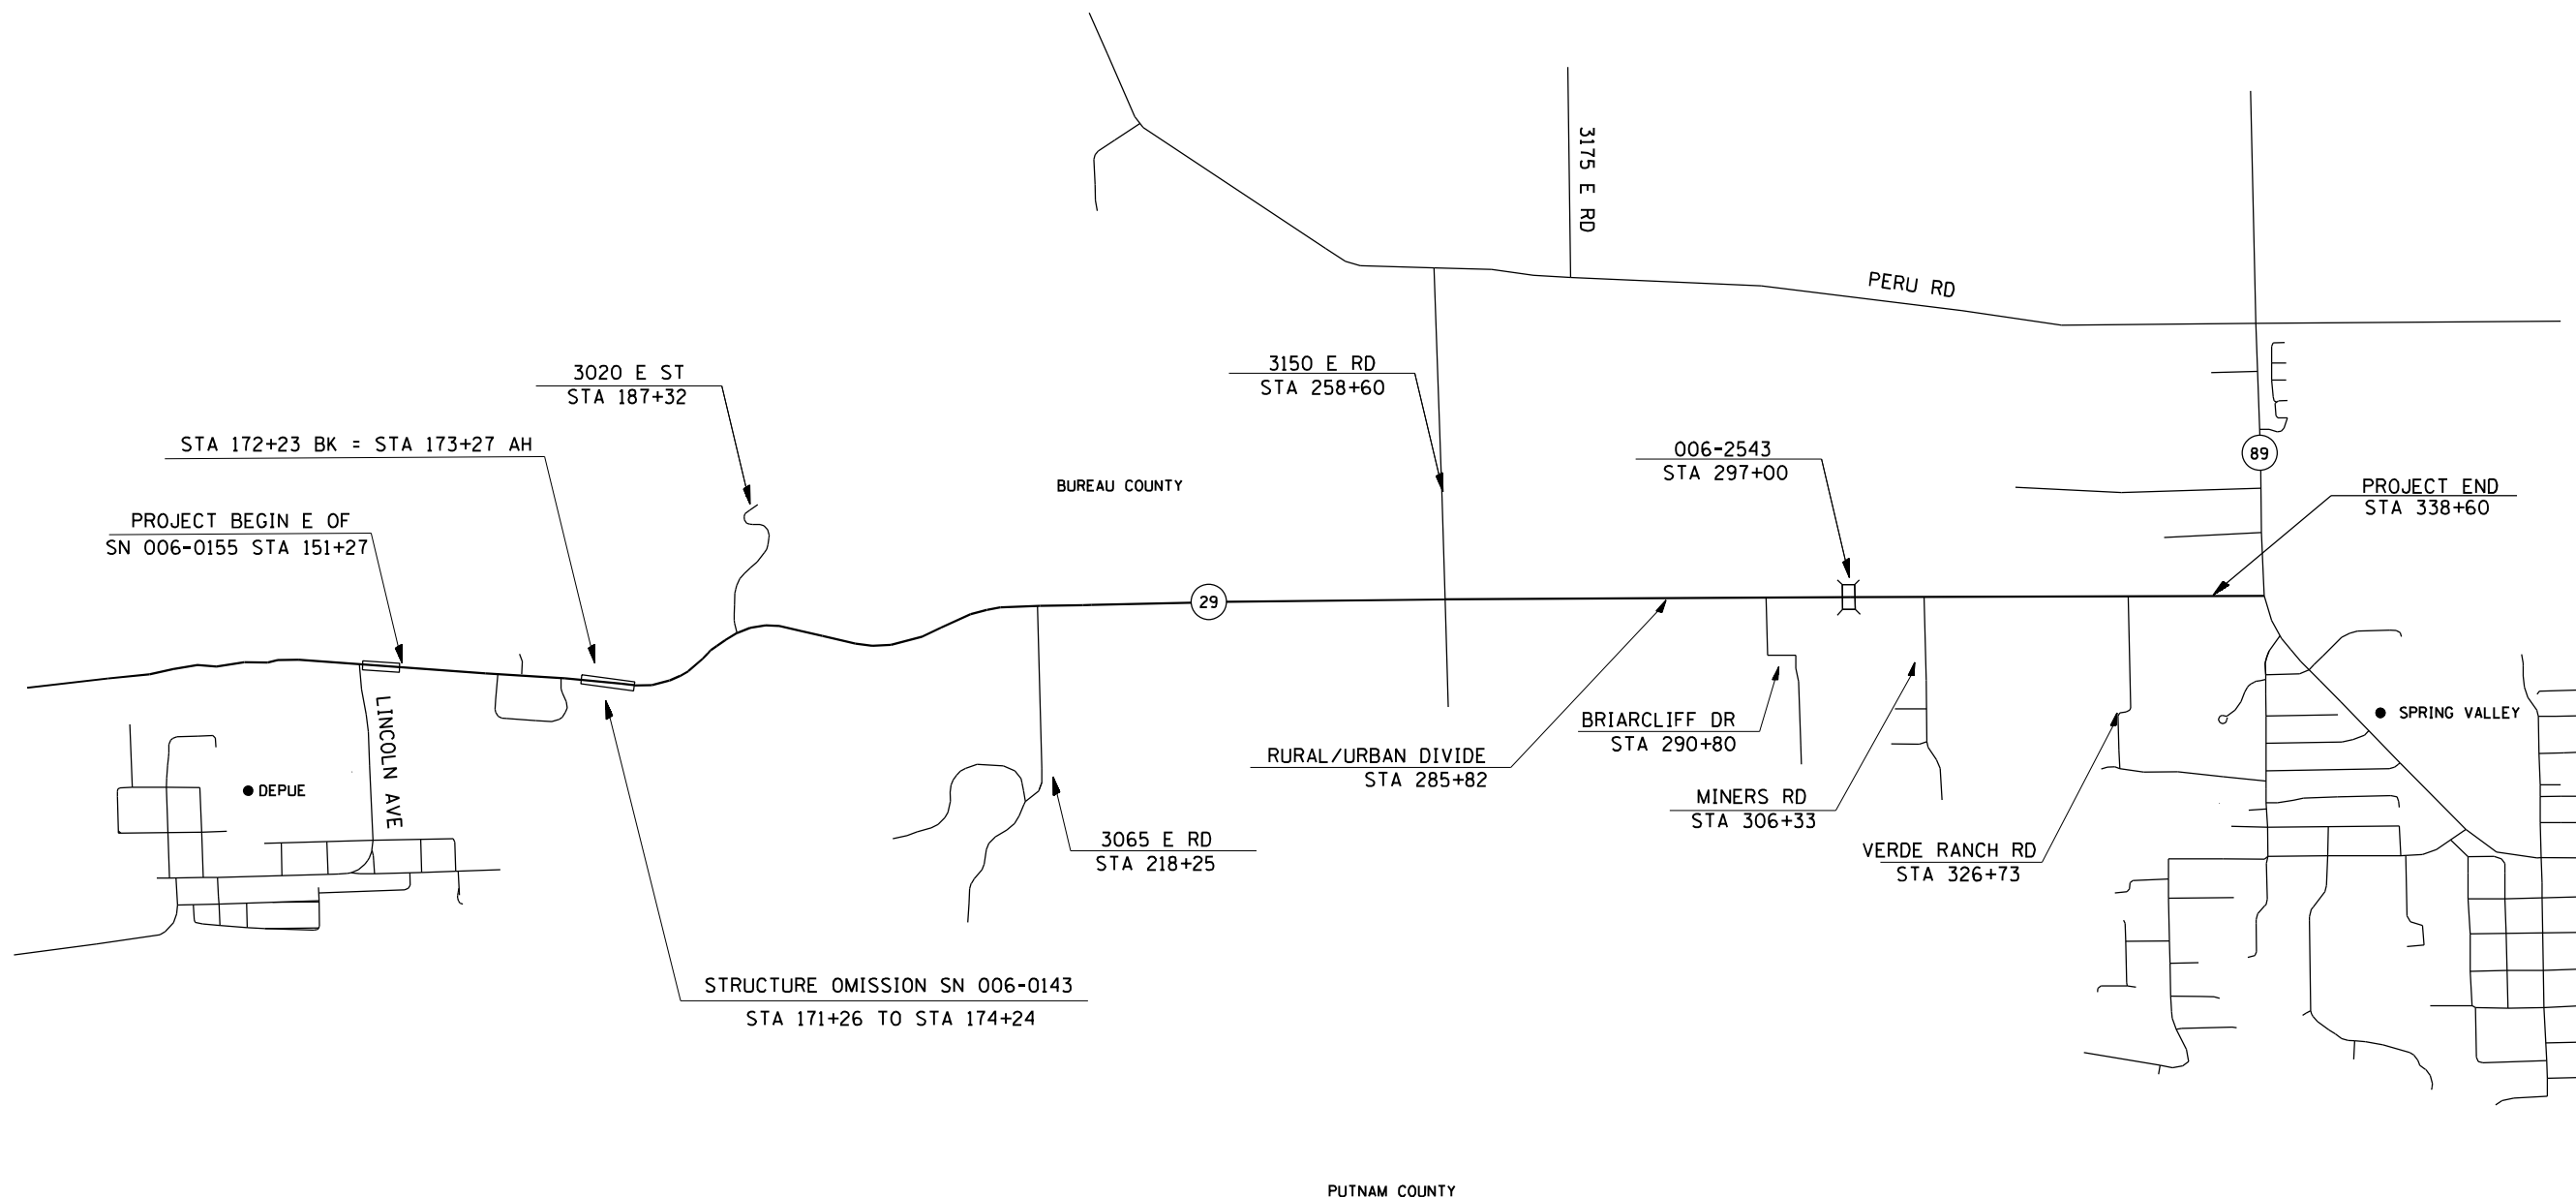 3175 E RD
PERU RD
3020 E ST
STA 187+32
3150 E RD
STA 258+60
STA 172+23 BK = STA 173+27 AH
006-2543
STA 297+00
89
BUREAU COUNTY
PROJECT END
STA 338+60
PROJECT BEGIN E OF
SN 006-0155 STA 151+27
29
LINCOLN AVE
DEPUE
SPRING VALLEY
BRIARCLIFF DR
STA 290+80
RURAL/URBAN DIVIDE
STA 285+82
MINERS RD
STA 306+33
3065 E RD
STA 218+25
VERDE RANCH RD
STA 326+73
STRUCTURE OMISSION SN 006-0143
STA 171+26 TO STA 174+24
PUTNAM COUNTY